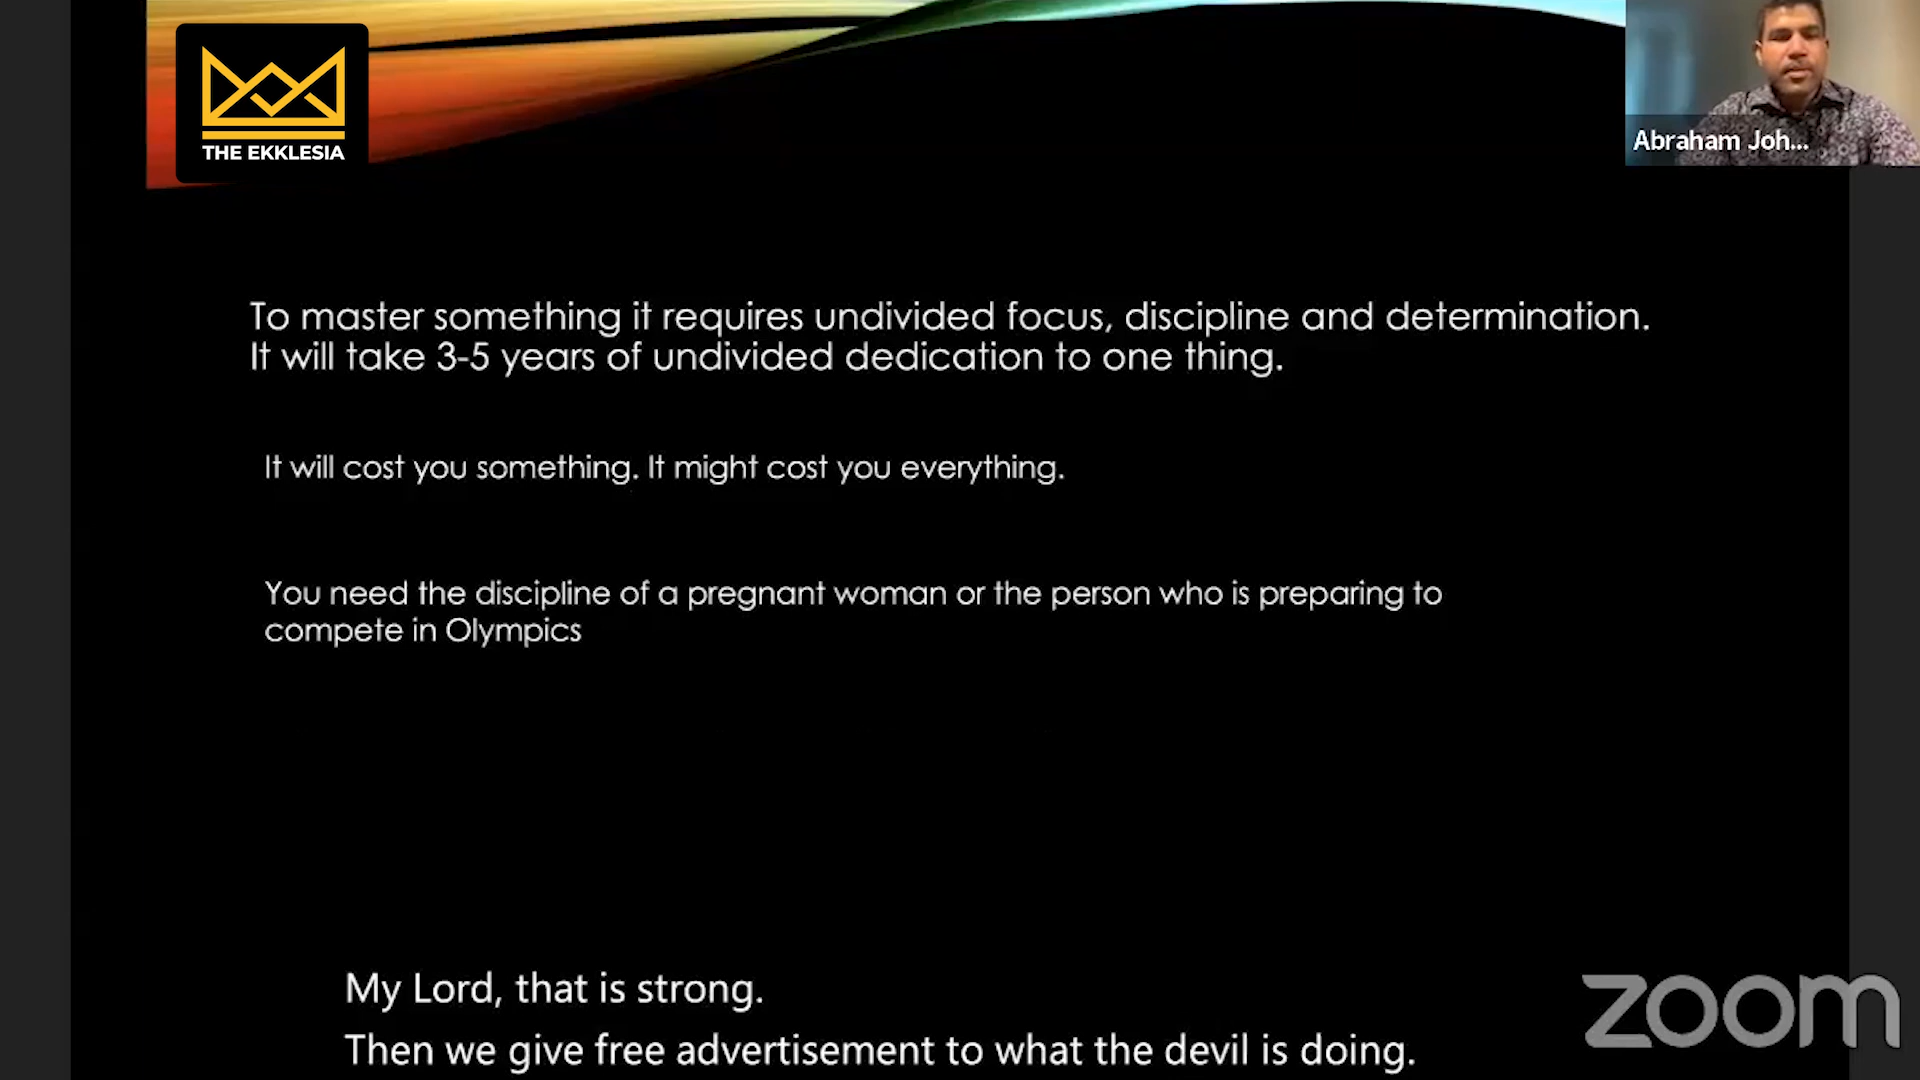 THE EKKLESIA
Abraham Joh...
To master something it requires undivided focus, discipline and determination.
It will take 3-5 years of undivided dedication to one thing.
It will cost you something. It might cost you everything.
You need the discipline of a pregnant woman or the person who is preparing to
compete in Olympics
My Lord, that is strong.
Then we give free advertisement to what the devil is doing.
zoom